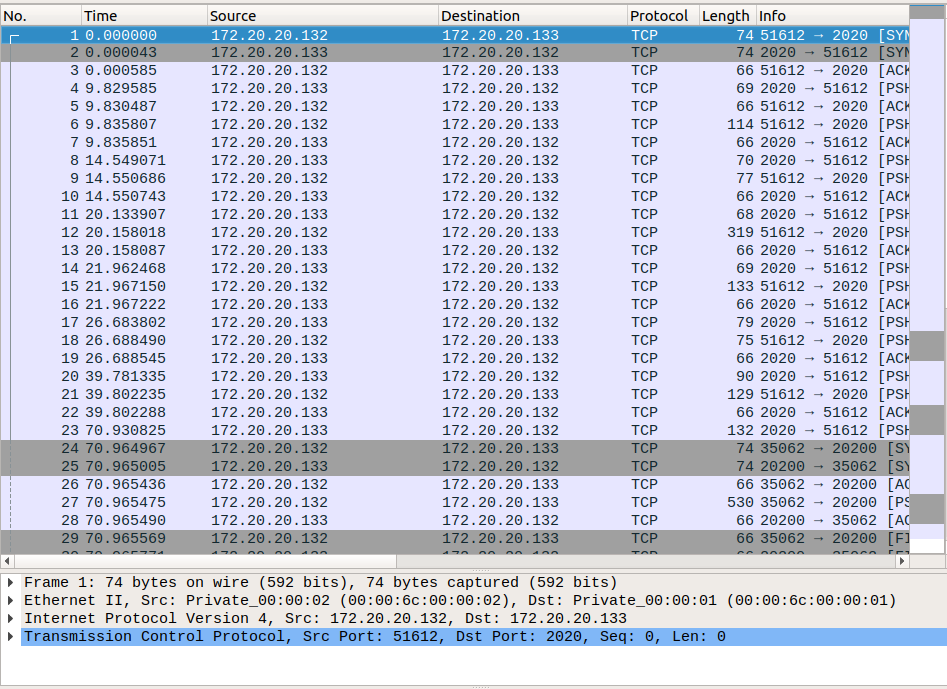 No. Time Source Destination Protocol Length Info
1 0.000000 172.20.20.132 172.20.20.133 TCP 74 51612 → 2020 [SYN
2 0.000043 172.20.20.133 172.20.20.132 TCP 74 2020 → 51612 [SYN
3 0.000585 172.20.20.132 172.20.20.133 TCP 66 51612 → 2020 [ACK
4 9.829585 172.20.20.133 172.20.20.132 TCP 69 2020 → 51612 [PSH
5 9.830487 172.20.20.132 172.20.20.133 TCP 66 51612 → 2020 [ACK
6 9.835807 172.20.20.132 172.20.20.133 TCP 114 51612 → 2020 [PSH
7 9.835851 172.20.20.133 172.20.20.132 TCP 66 2020 → 51612 [ACK
8 14.549071 172.20.20.133 172.20.20.132 TCP 70 2020 → 51612 [PSH
9 14.550686 172.20.20.132 172.20.20.133 TCP 77 51612 → 2020 [PSH
10 14.550743 172.20.20.133 172.20.20.132 TCP 66 2020 → 51612 [ACK
11 20.133907 172.20.20.133 172.20.20.132 TCP 68 2020 → 51612 [PSH
12 20.158018 172.20.20.132 172.20.20.133 TCP 319 51612 → 2020 [PSH
13 20.158087 172.20.20.133 172.20.20.132 TCP 66 2020 → 51612 [ACK
14 21.962468 172.20.20.133 172.20.20.132 TCP 69 2020 → 51612 [PSH
15 21.967150 172.20.20.132 172.20.20.133 TCP 133 51612 → 2020 [PSH
16 21.967222 172.20.20.133 172.20.20.132 TCP 66 2020 → 51612 [ACK
17 26.683802 172.20.20.133 172.20.20.132 TCP 79 2020 → 51612 [PSH
18 26.688490 172.20.20.132 172.20.20.133 TCP 75 51612 → 2020 [PSH
19 26.688545 172.20.20.133 172.20.20.132 TCP 66 2020 → 51612 [ACK
20 39.781335 172.20.20.133 172.20.20.132 TCP 90 2020 → 51612 [PSH
21 39.802235 172.20.20.132 172.20.20.133 TCP 129 51612 → 2020 [PSH
22 39.802288 172.20.20.133 172.20.20.132 TCP 66 2020 → 51612 [ACK
23 70.930825 172.20.20.133 172.20.20.132 TCP 132 2020 → 51612 [PSH
24 70.964967 172.20.20.132 172.20.20.133 TCP 74 35062 → 20200 [SY
25 70.965005 172.20.20.133 172.20.20.132 TCP 74 20200 → 35062 [SY
26 70.965436 172.20.20.132 172.20.20.133 TCP 66 35062 → 20200 [AC
27 70.965475 172.20.20.132 172.20.20.133 TCP 530 35062 → 20200 [PS
28 70.965490 172.20.20.133 172.20.20.132 TCP 66 20200 → 35062 [AC
29 70.965569 172.20.20.132 172.20.20.133 TCP 66 35062 → 20200 [FI
Frame 1: 74 bytes on wire (592 bits), 74 bytes captured (592 bits)
Ethernet II, Src: Private_00:00:02 (00:00:6c:00:00:02), Dst: Private_00:00:01 (00:00:6c:00:00:01)
Internet Protocol Version 4, Src: 172.20.20.132, Dst: 172.20.20.133
Transmission Control Protocol, Src Port: 51612, Dst Port: 2020, Seq: 0, Len: 0